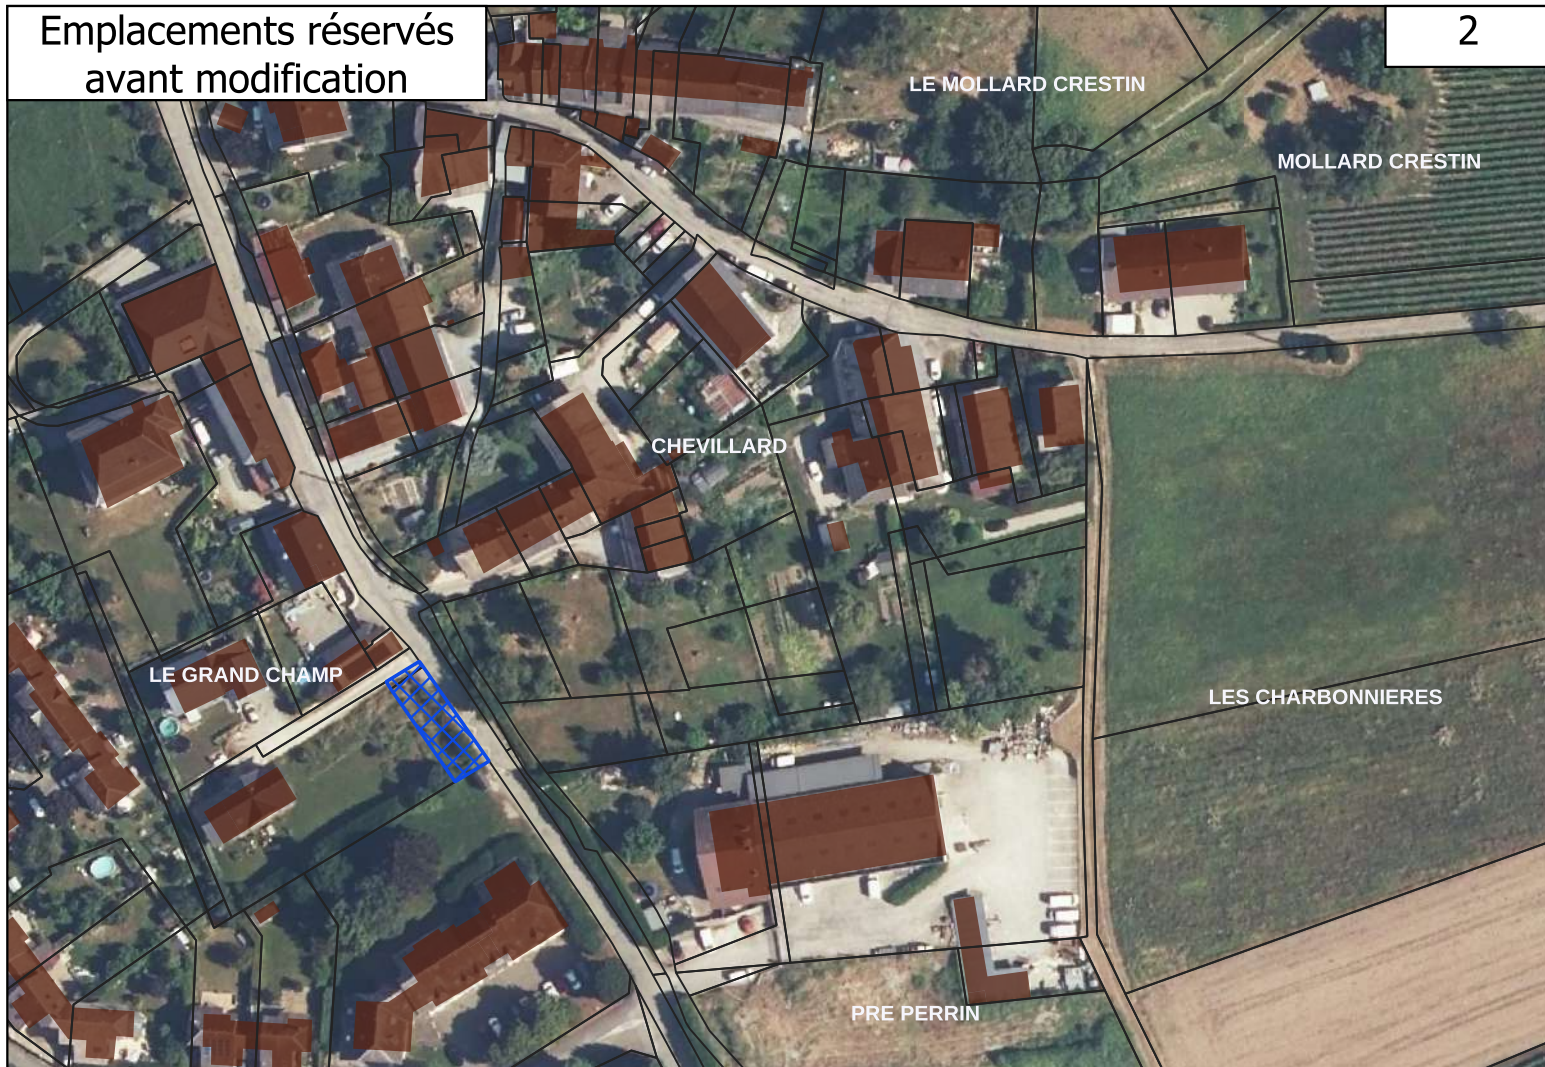 Emplacements réservés
avant modification
2
LE MOLLARD CRESTIN
MOLLARD CRESTIN
CHEVILLARD
LE GRAND CHAMP
LES CHARBONNIERES
PRE PERRIN